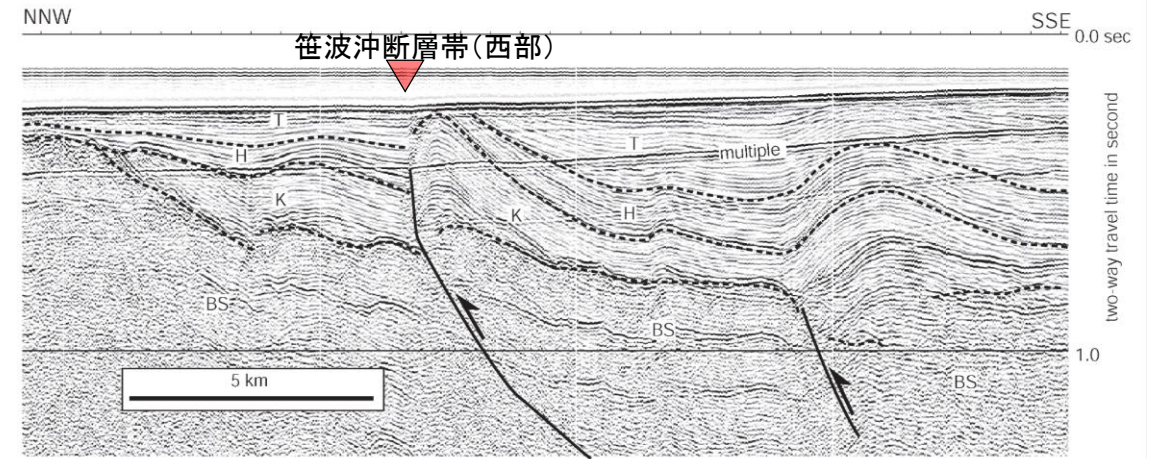 NNW
SSE
0.0 sec
笹波沖断層帯(西部)
T
H
K
T
multiple
K
H
BS
BS
BS
two-way travel time in second
1.0
5 km